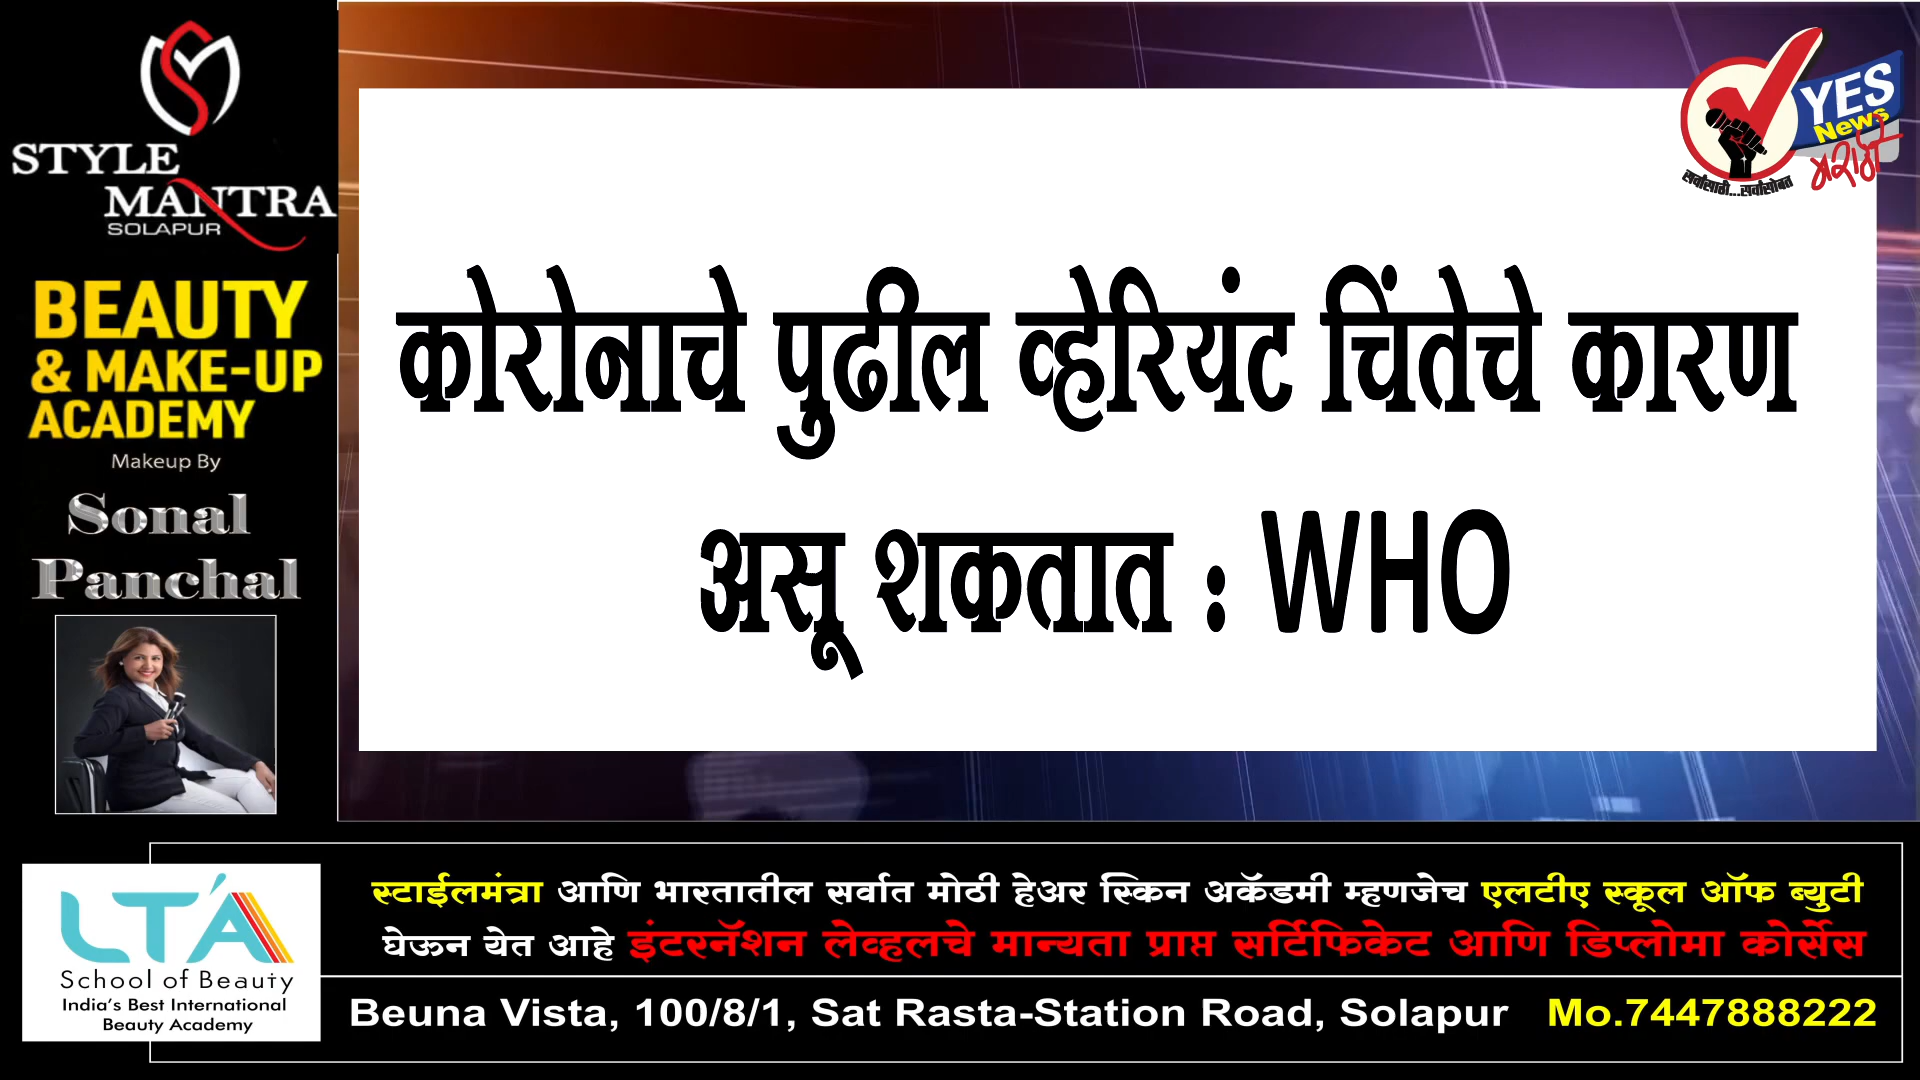 STYLE
MANTRA
SOLAPUR
BEAUTY
& MAKE-UP
ACADEMY
Makeup By
Sonal
Panchal
YES
News
मराठी
सर्वांसाठी...सर्वांसोबत
कोरोनाचे पुढील व्हेरियंट चिंतेचे कारण
असू शकतात : WHO
LTA
School of Beauty
India's Best International
Beauty Academy
स्टाईलमंत्रा आणि भारतातील सर्वात मोठी हेअर स्किन अकॅडमी म्हणजेच एलटीए स्कूल ऑफ ब्युटी
घेऊन येत आहे इंटरनॅशन लेव्हलचे मान्यता प्राप्त सर्टिफिकेट आणि डिप्लोमा कोर्सेस
Beuna Vista, 100/8/1, Sat Rasta-Station Road, Solapur Mo.7447888222